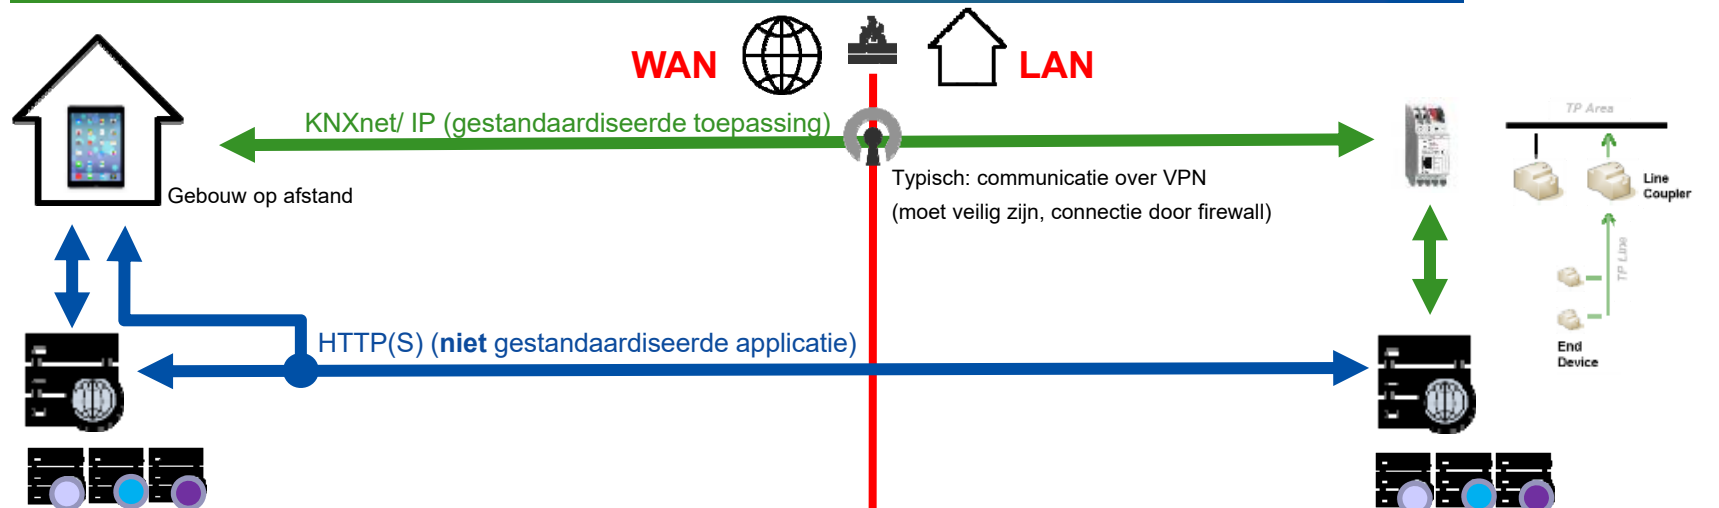 WAN
LAN
KNXnet/ IP (gestandaardiseerde toepassing)
TP Area
Gebouw op afstand
Typisch: communicatie over VPN
(moet veilig zijn, connectie door firewall)
Line
Coupler
TP Line
HTTP(S) (niet gestandaardiseerde applicatie)
End
Device